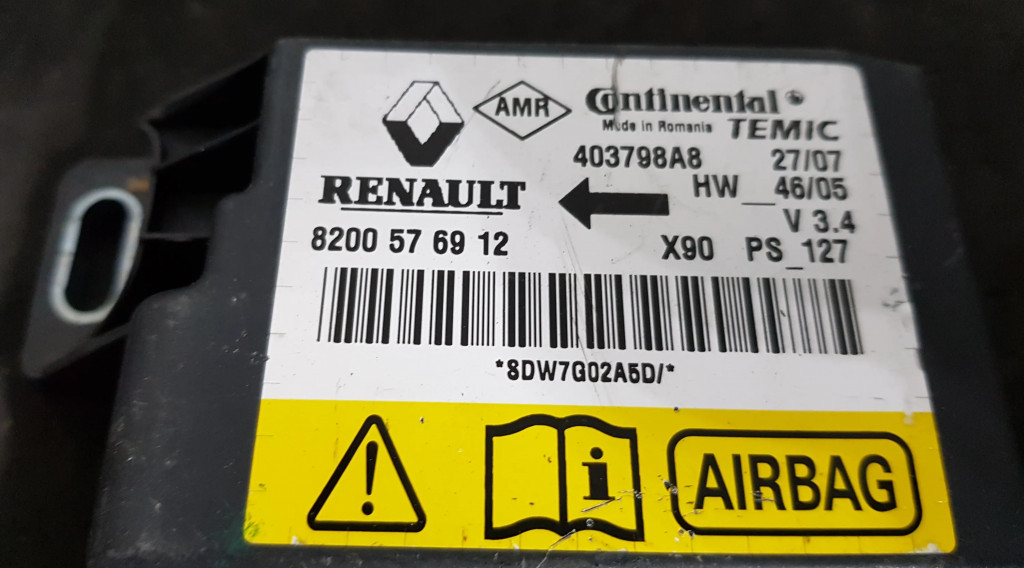 AMR
Continental
Made in Romania TEMIC
403798A8 27/07
RENAULT
HW__46/05
V 3.4
8200 57 69 12
X90 PS_127
*8DW7G02A5D/*
i
AIRBAG